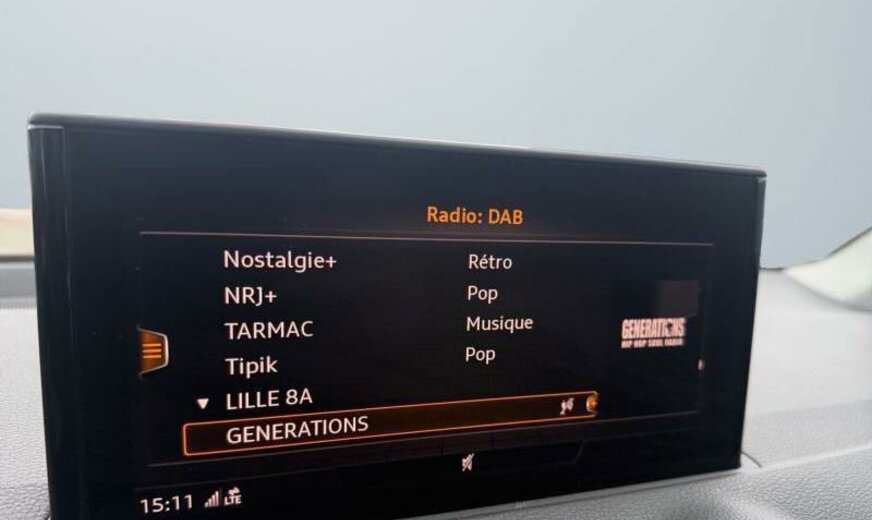 Radio: DAB
Nostalgie+ Rétro
NRJ+ Pop
TARMAC Musique
Tipik Pop
LILLE 8A
GENERATIONS
GENERATIONS
HIP HOP SOUL RADIO
15:11 LTE